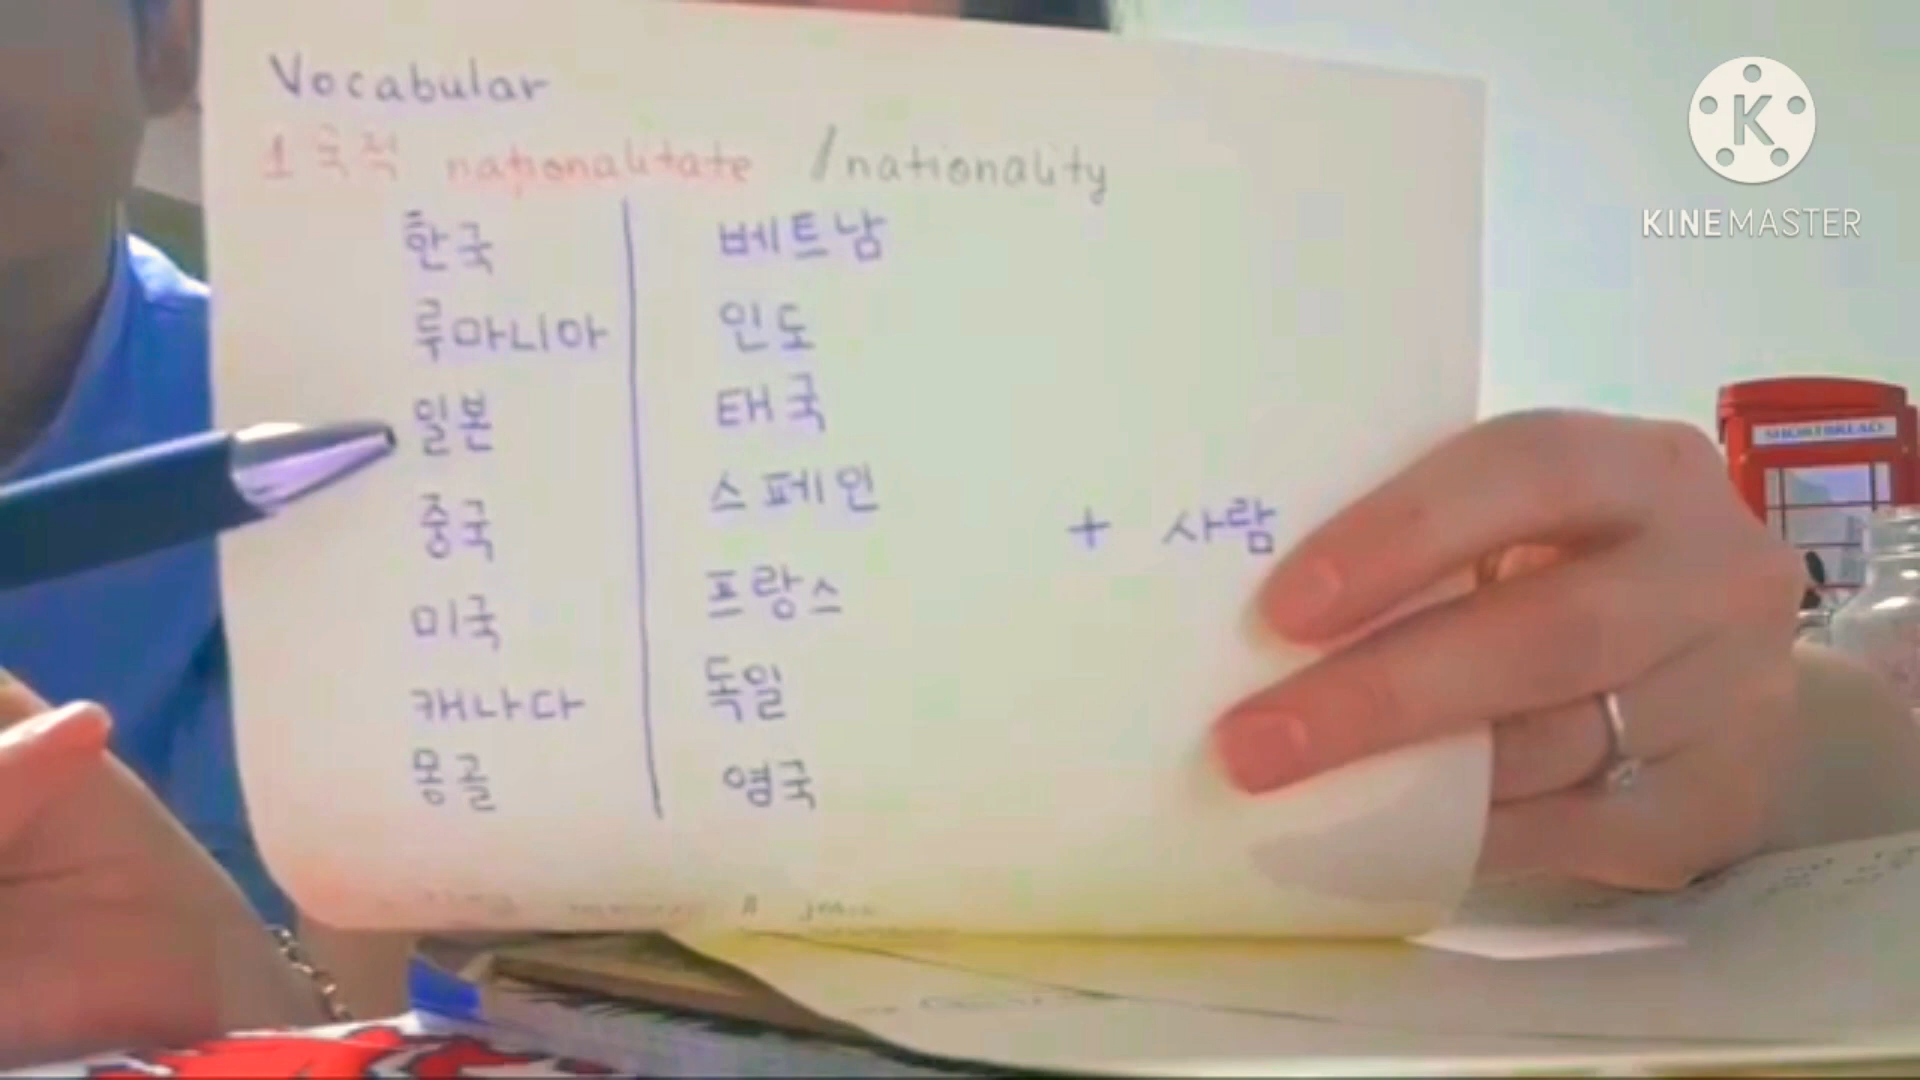 Vocabular
1 국적 naționalitate / nationality
한국
루마니아
일본
중국
미국
캐나다
몽골
베트남
인도
태국
스페인
프랑스
독일
영국
+ 사람
KINEMASTER
SHORTBREAD